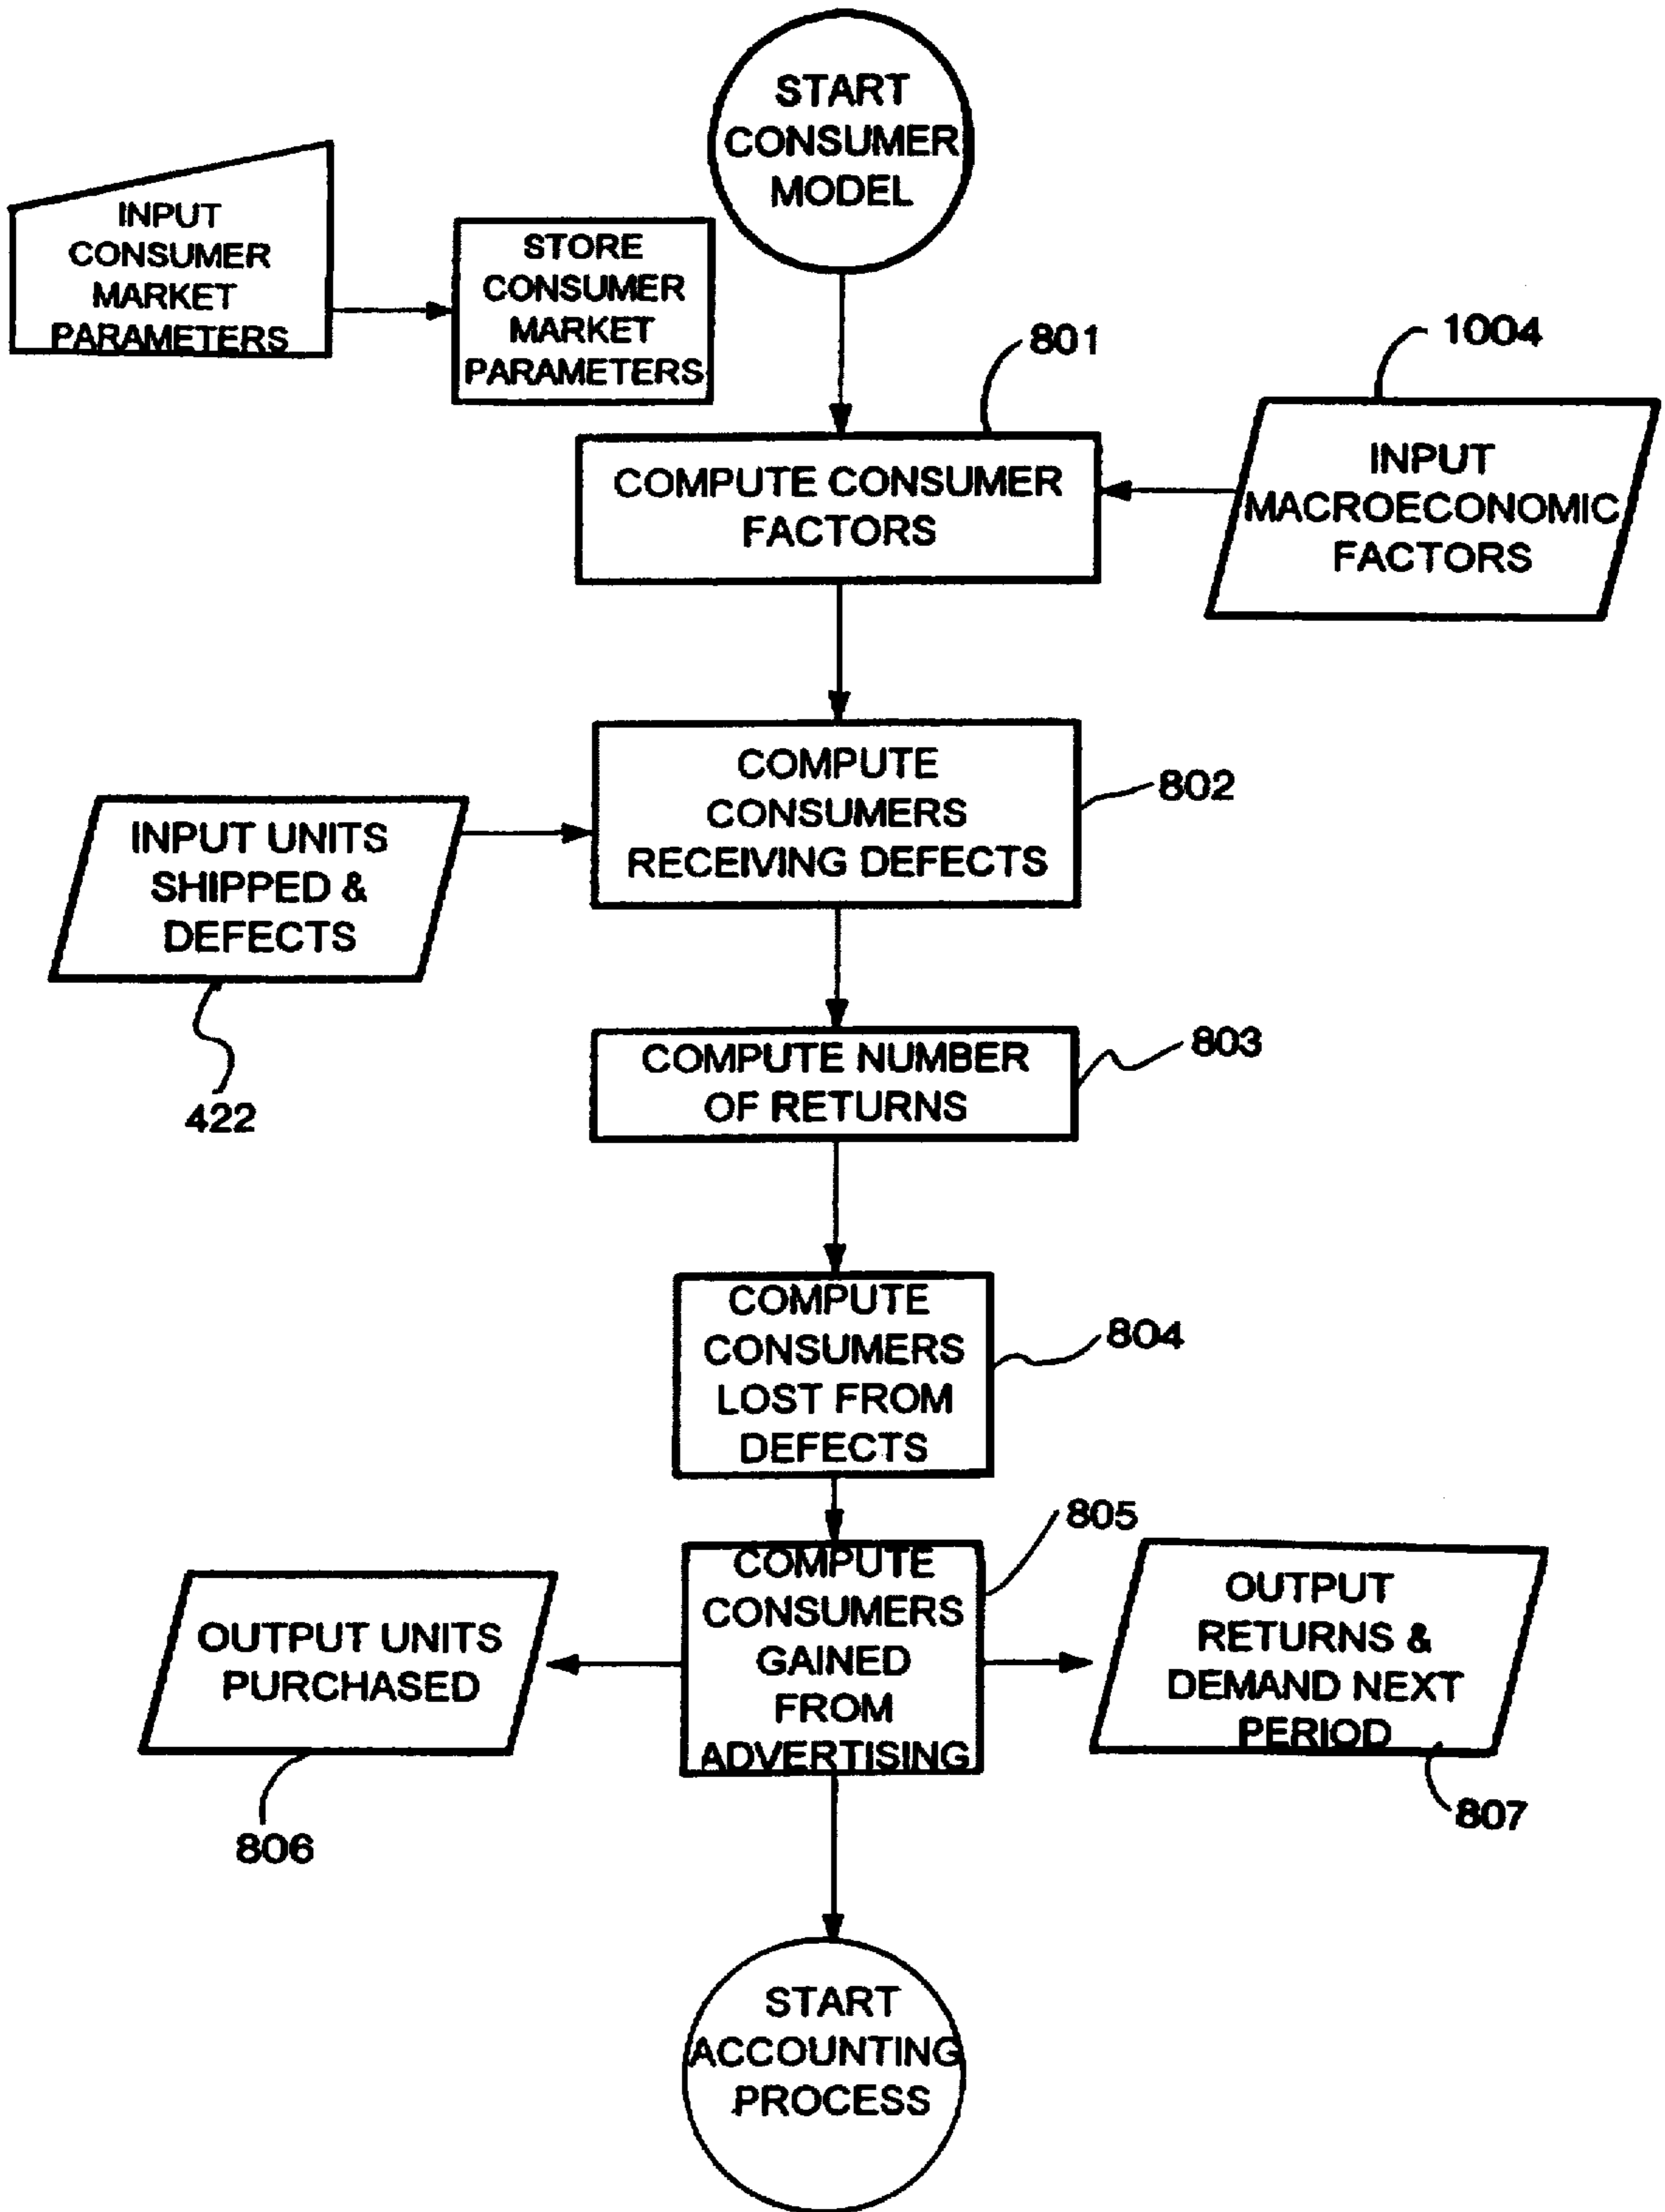 START
CONSUMER
MODEL
INPUT
CONSUMER
MARKET
PARAMETERS
STORE
CONSUMER
MARKET
PARAMETERS
801
1004
COMPUTE CONSUMER
FACTORS
INPUT
MACROECONOMIC
FACTORS
COMPUTE
CONSUMERS
RECEIVING DEFECTS
802
INPUT UNITS
SHIPPED &
DEFECTS
422
COMPUTE NUMBER
OF RETURNS
803
COMPUTE
CONSUMERS
LOST FROM
DEFECTS
804
805
COMPUTE
CONSUMERS
GAINED
FROM
ADVERTISING
OUTPUT UNITS
PURCHASED
806
OUTPUT
RETURNS &
DEMAND NEXT
PERIOD
807
START
ACCOUNTING
PROCESS